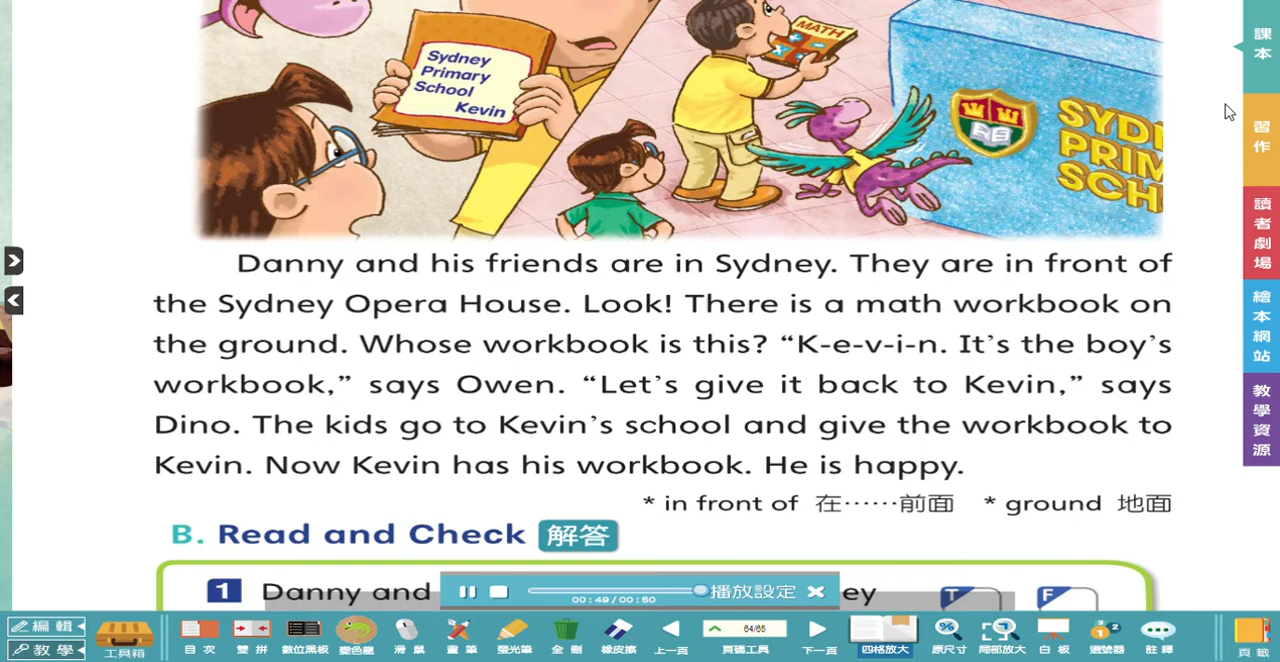 Sydney
Primary
School
Kevin
MATH
SYD
PRIM
SCH
Danny and his friends are in Sydney. They are in front of
the Sydney Opera House. Look! There is a math workbook on
the ground. Whose workbook is this? “K-e-v-i-n. It’s the boy’s
workbook,” says Owen. “Let’s give it back to Kevin,” says
Dino. The kids go to Kevin’s school and give the workbook to
Kevin. Now Kevin has his workbook. He is happy.
* in front of 在……前面 * ground 地面
B. Read and Check 解答
1 Danny and
ey
T F
00:49/00:50
播放設定
課本
習作
讀者劇場
繪本網站
教學資源
編輯
教學
工具箱
目次
雙拼
數位黑板
變色龍
滑鼠
畫筆
螢光筆
全刪
橡皮擦
上一頁
64/65
頁碼工具
下一頁
四格放大
原尺寸
局部放大
白板
選號器
註釋
頁籤